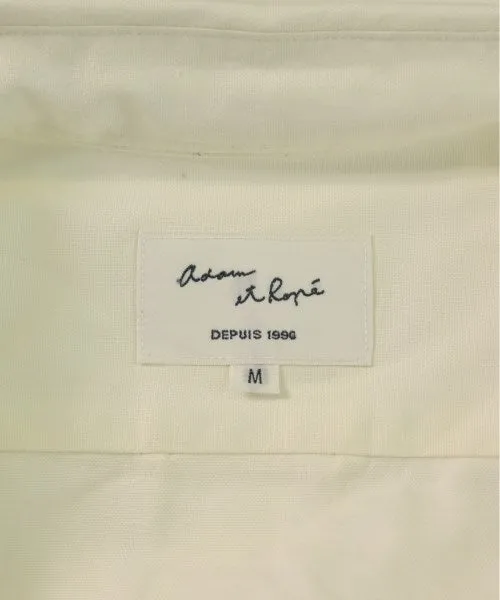 Adam
et Ropé
DEPUIS 1996
M